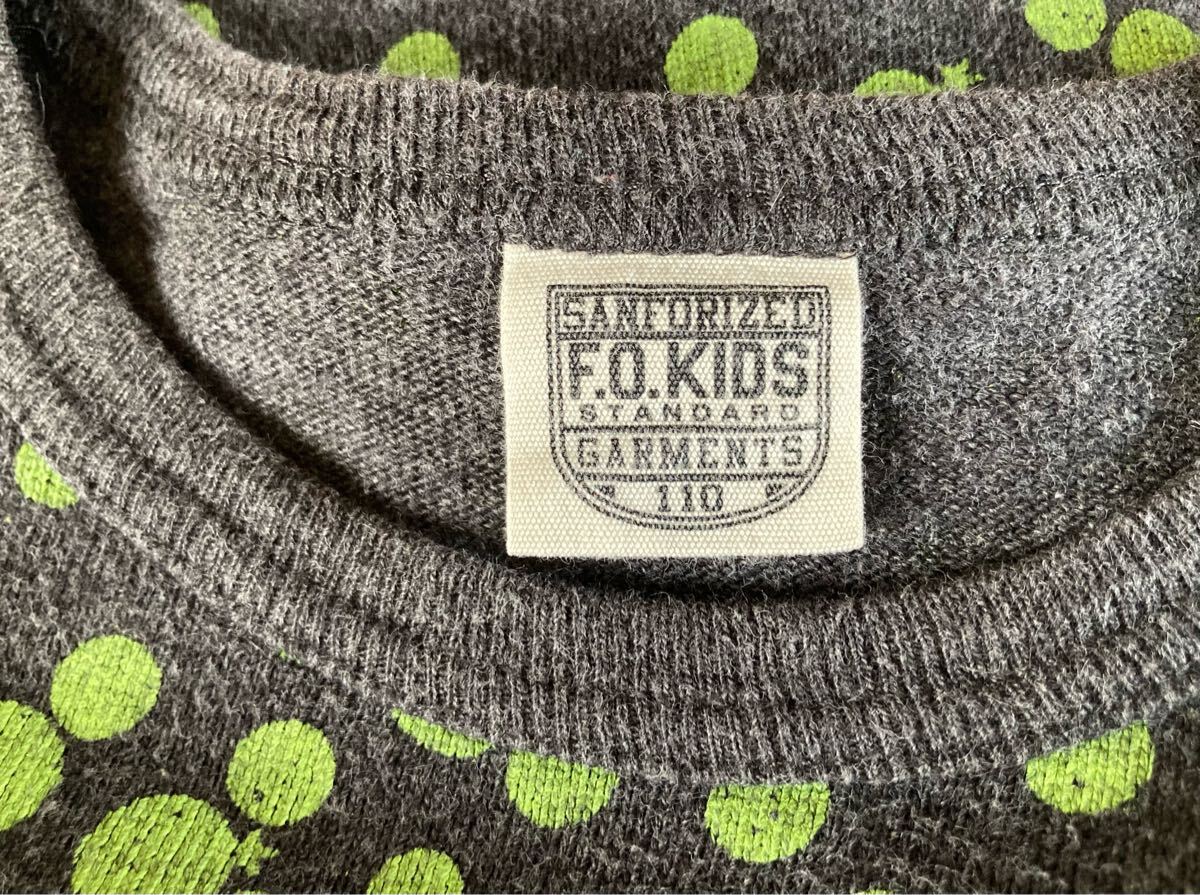 SANFORIZED
F.O.KIDS
STANDARD
GARMENTS
110